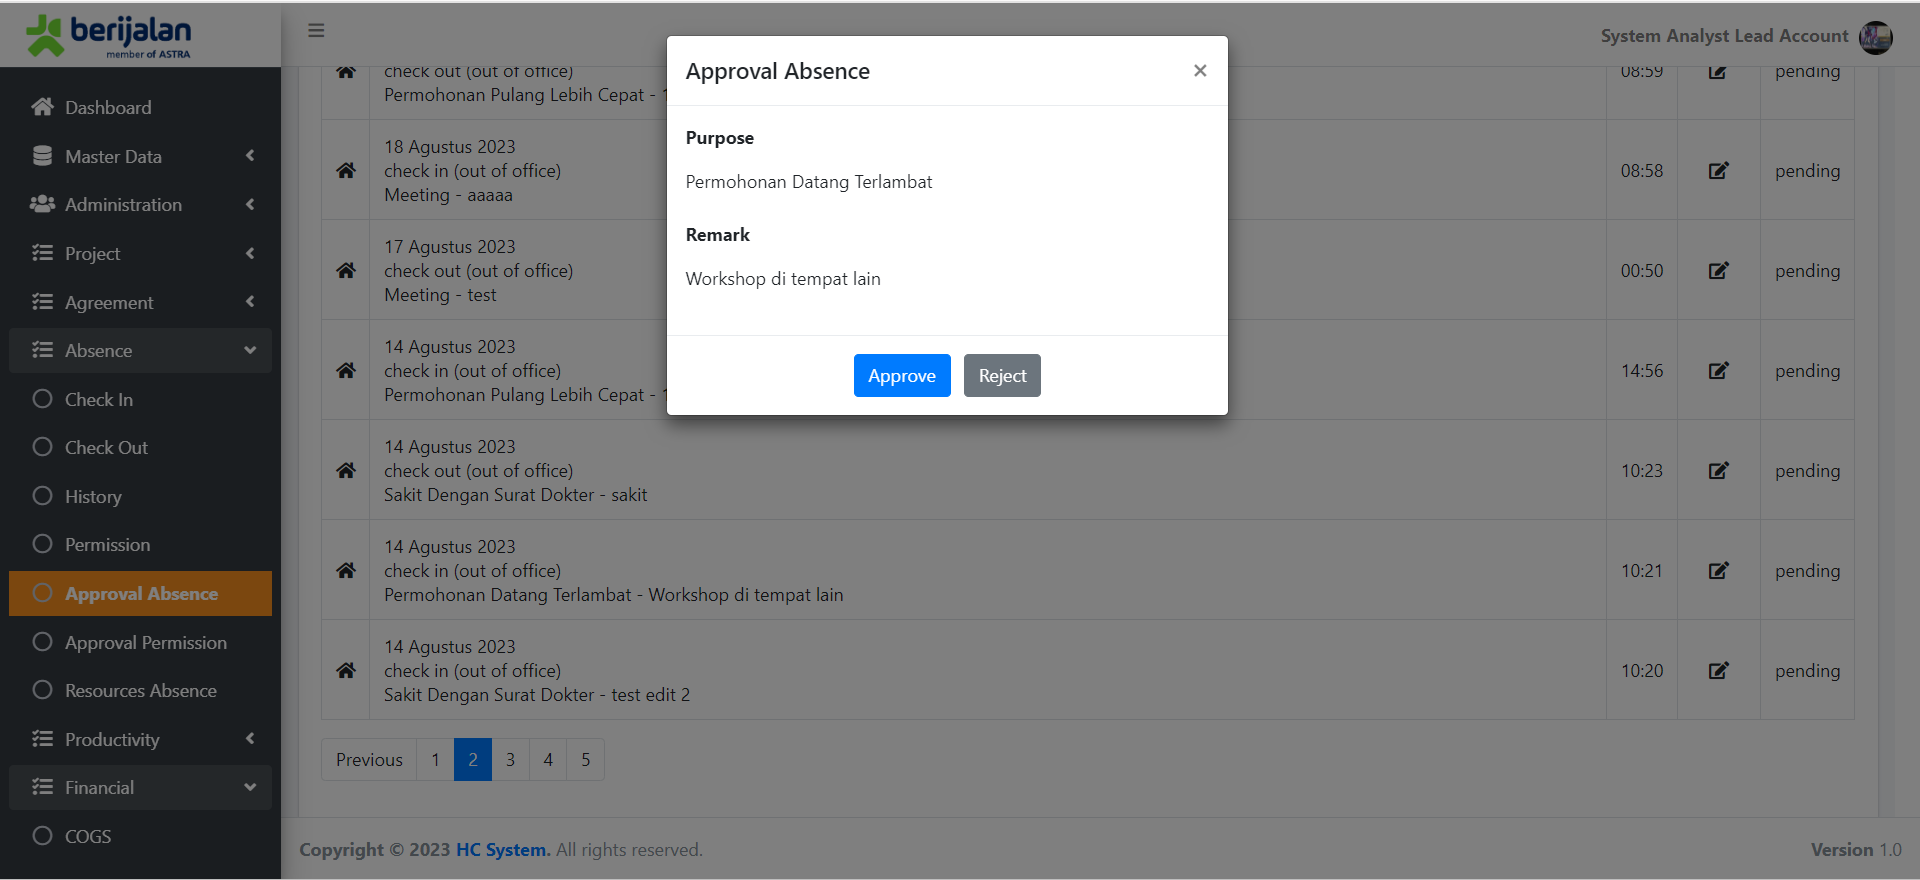 berijalan
member of ASTRA
Dashboard
Master Data
Administration
Project
Agreement
Absence
Check In
Check Out
History
Permission
Approval Absence
Approval Permission
Resources Absence
Productivity
Financial
COGS
System Analyst Lead Account
Approval Absence ×
Purpose
Permohonan Datang Terlambat
Remark
Workshop di tempat lain
Approve Reject
check out (out of office)
Permohonan Pulang Lebih Cepat -
08:59 pending
18 Agustus 2023
check in (out of office)
Meeting - aaaaa
08:58 pending
17 Agustus 2023
check out (out of office)
Meeting - test
00:50 pending
14 Agustus 2023
check in (out of office)
Permohonan Pulang Lebih Cepat -
14:56 pending
14 Agustus 2023
check out (out of office)
Sakit Dengan Surat Dokter - sakit
10:23 pending
14 Agustus 2023
check in (out of office)
Permohonan Datang Terlambat - Workshop di tempat lain
10:21 pending
14 Agustus 2023
check in (out of office)
Sakit Dengan Surat Dokter - test edit 2
10:20 pending
Previous 1 2 3 4 5
Copyright © 2023 HC System. All rights reserved.
Version 1.0